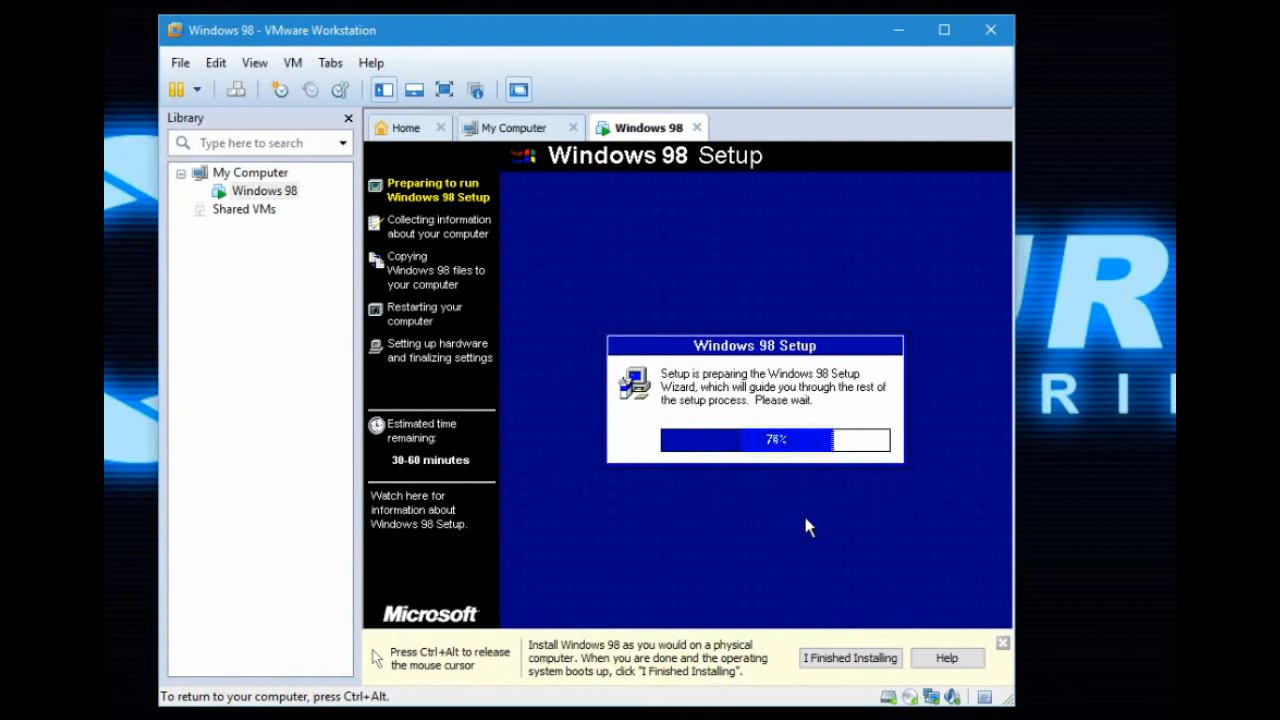 Windows 98 - VMware Workstation
File Edit View VM Tabs Help
Library
Type here to search
My Computer
Windows 98
Shared VMs
Home
My Computer
Windows 98
Windows 98 Setup
Preparing to run
Windows 98 Setup
Collecting information
about your computer
Copying
Windows 98 files to
your computer
Restarting your
computer
Setting up hardware
and finalizing settings
Estimated time
remaining:
30-60 minutes
Watch here for
information about
Windows 98 Setup.
Microsoft
Windows 98 Setup
Setup is preparing the Windows 98 Setup
Wizard, which will guide you through the rest of
the setup process. Please wait.
Press Ctrl+Alt to release
the mouse cursor
Install Windows 98 as you would on a physical
computer. When you are done and the operating
system boots up, click "I Finished Installing".
I Finished Installing
Help
To return to your computer, press Ctrl+Alt.